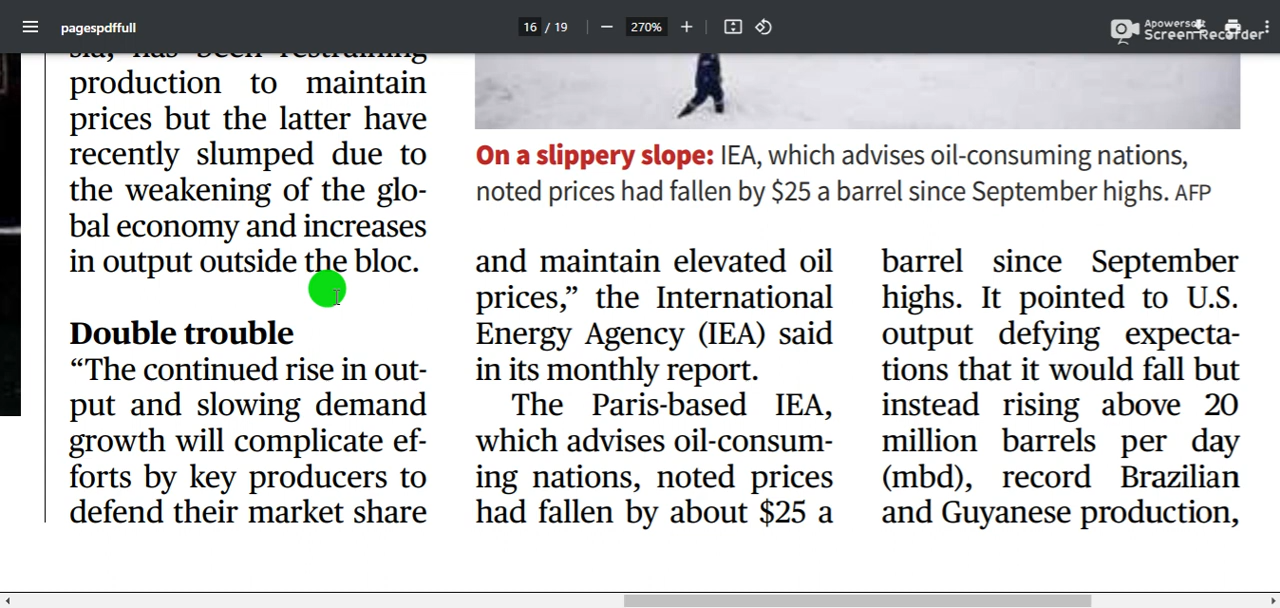 pagespdffull
16 / 19
270%
Apowersoft
Screen Recorder
sia, has been restraining
production to maintain
prices but the latter have
recently slumped due to
the weakening of the glo-
bal economy and increases
in output outside the bloc.
Double trouble
“The continued rise in out-
put and slowing demand
growth will complicate ef-
forts by key producers to
defend their market share
On a slippery slope: IEA, which advises oil-consuming nations,
noted prices had fallen by $25 a barrel since September highs. AFP
and maintain elevated oil
prices,” the International
Energy Agency (IEA) said
in its monthly report.
The Paris-based IEA,
which advises oil-consum-
ing nations, noted prices
had fallen by about $25 a
barrel since September
highs. It pointed to U.S.
output defying expecta-
tions that it would fall but
instead rising above 20
million barrels per day
(mbd), record Brazilian
and Guyanese production,